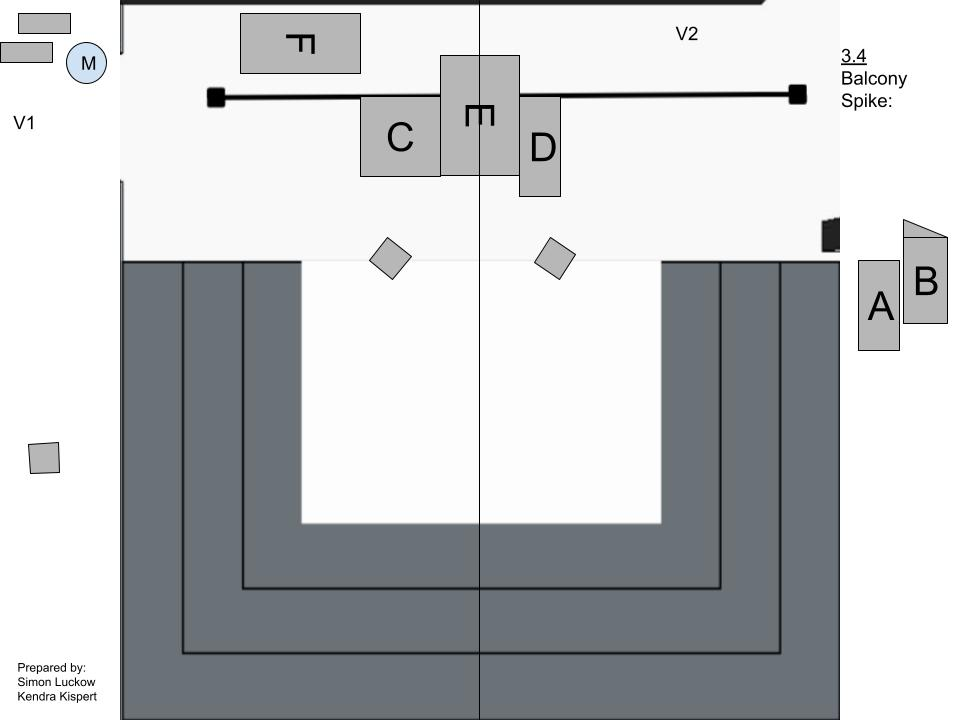 M
V1
F
V2
3.4
Balcony
Spike:
C
E
D
A
B
Prepared by:
Simon Luckow
Kendra Kispert